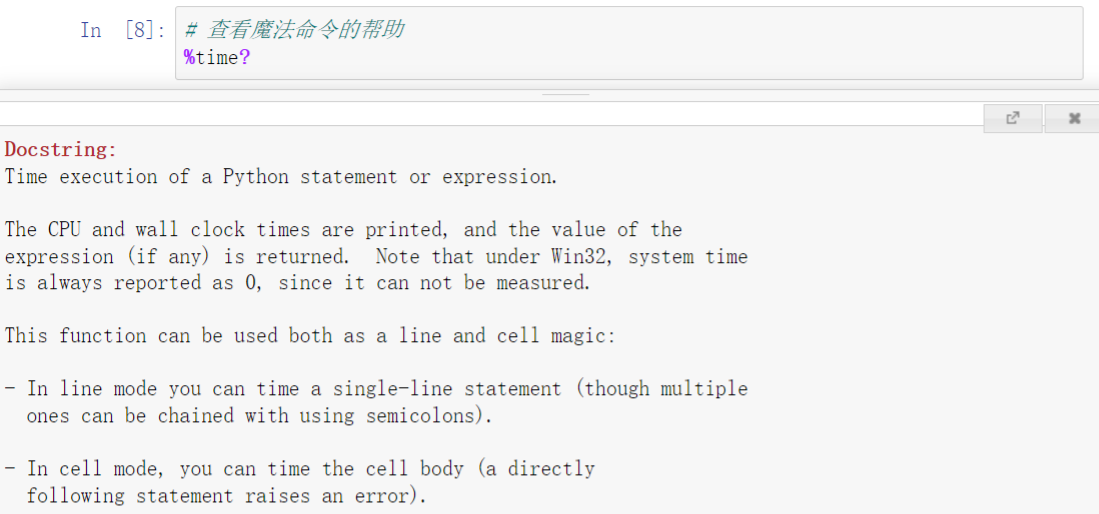 In [8]: # 查看魔法命令的帮助
%time?
Docstring:
Time execution of a Python statement or expression.
The CPU and wall clock times are printed, and the value of the
expression (if any) is returned.  Note that under Win32, system time
is always reported as 0, since it can not be measured.
This function can be used both as a line and cell magic:
- In line mode you can time a single-line statement (though multiple
ones can be chained with using semicolons).
- In cell mode, you can time the cell body (a directly
following statement raises an error).